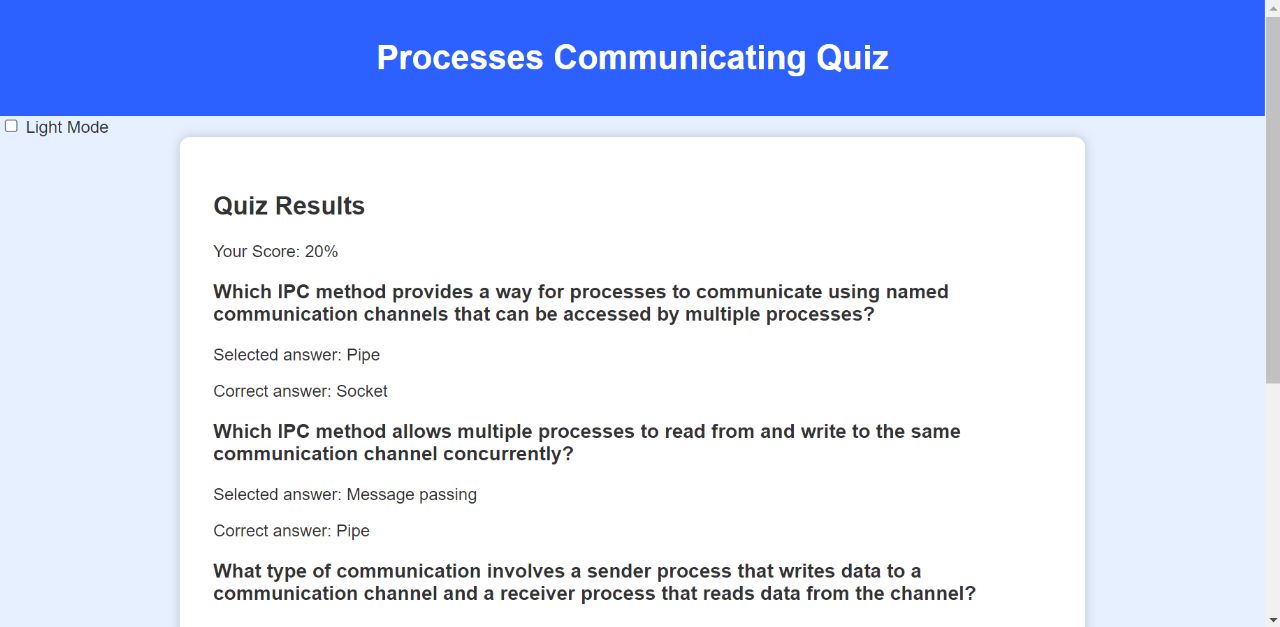 Processes Communicating Quiz
Light Mode
Quiz Results
Your Score: 20%
Which IPC method provides a way for processes to communicate using named
communication channels that can be accessed by multiple processes?
Selected answer: Pipe
Correct answer: Socket
Which IPC method allows multiple processes to read from and write to the same
communication channel concurrently?
Selected answer: Message passing
Correct answer: Pipe
What type of communication involves a sender process that writes data to a
communication channel and a receiver process that reads data from the channel?